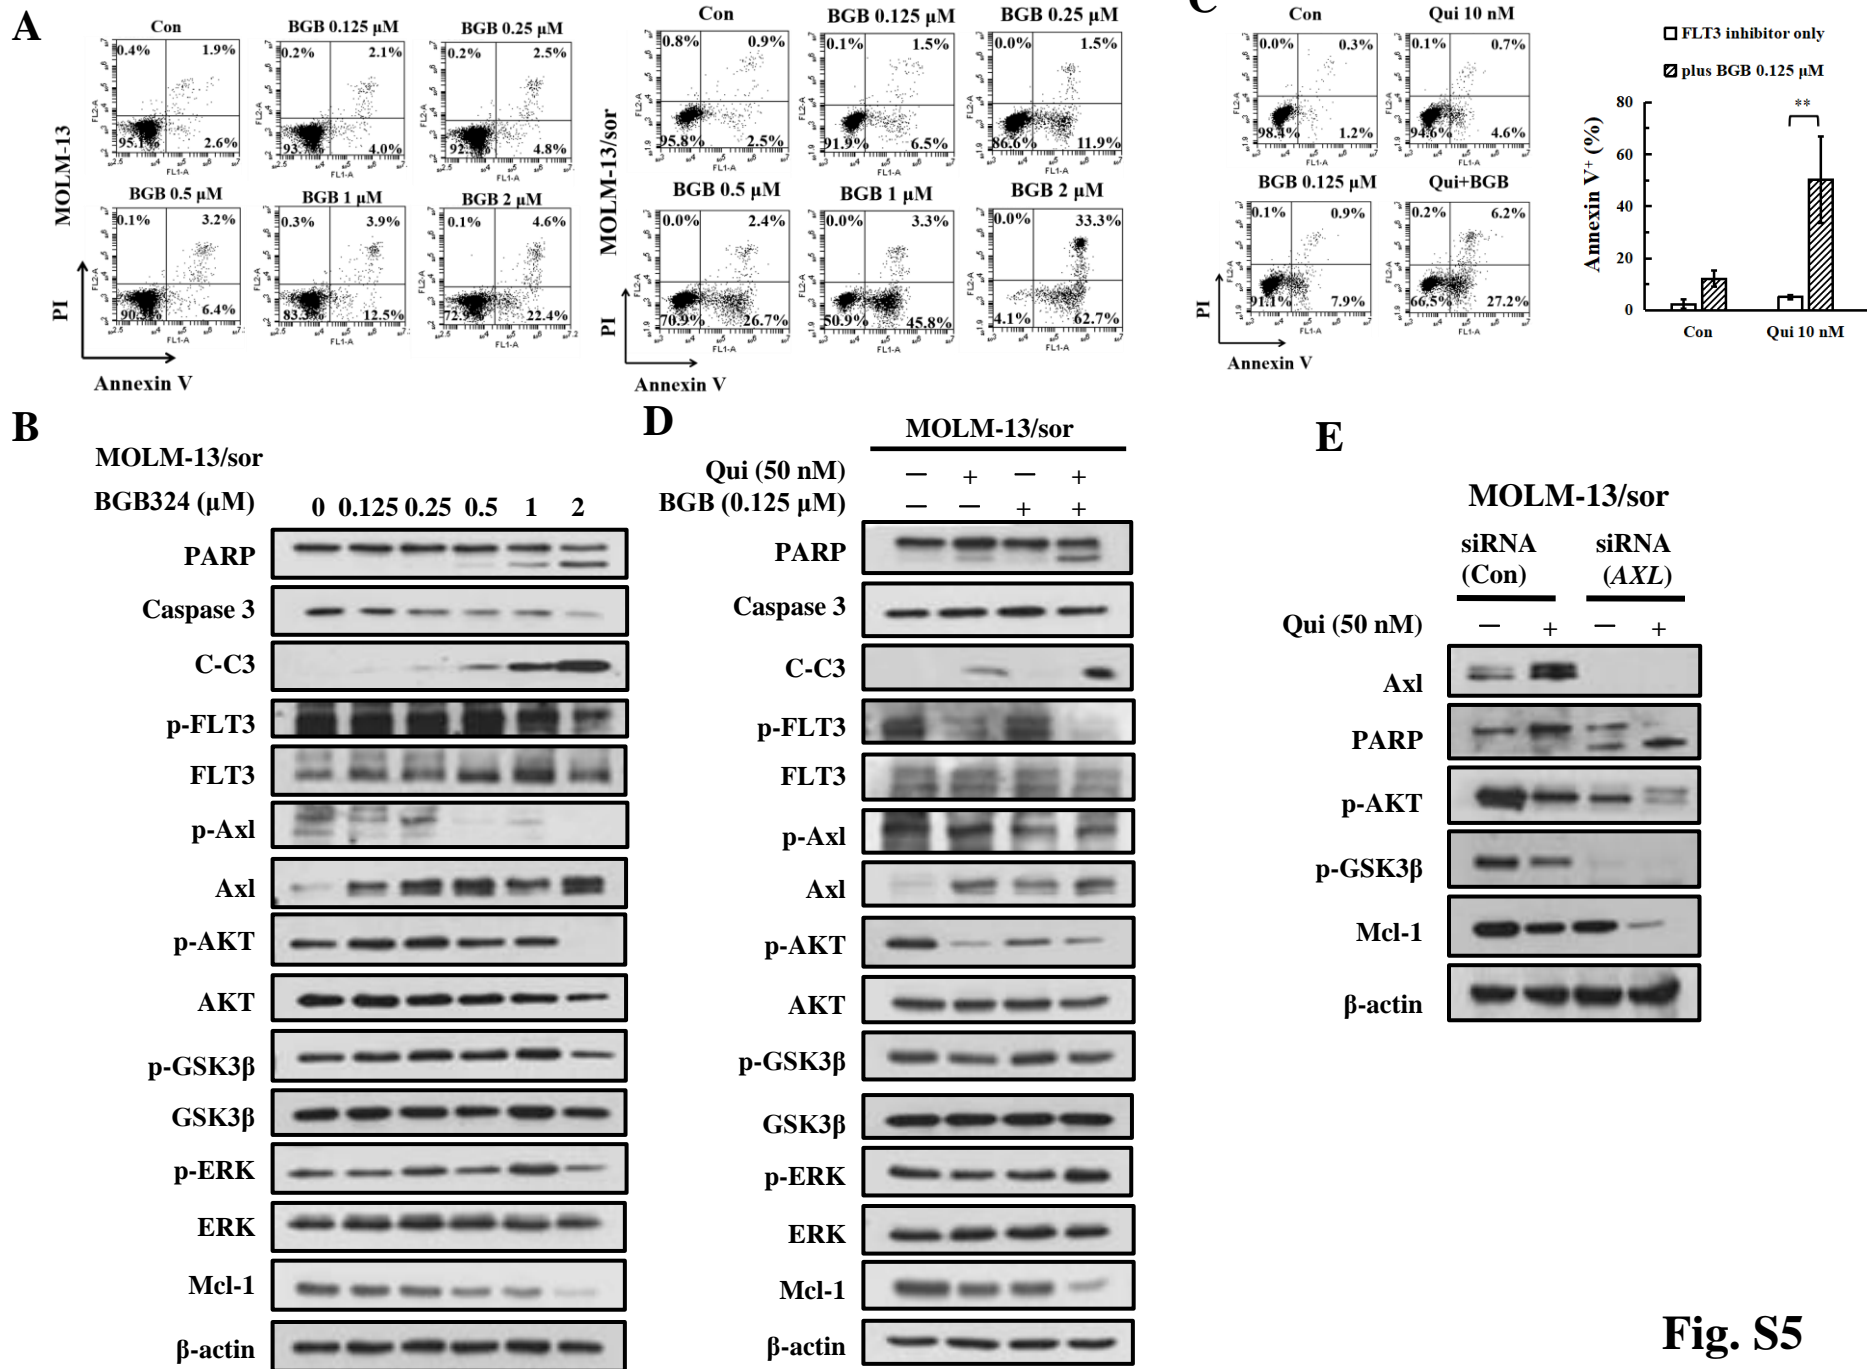 A
MOLM-13
Con
0.4% 1.9%
95.1% 2.6%
BGB 0.125 µM
0.2% 2.1%
4.0%
BGB 0.25 µM
0.2% 2.5%
4.8%
BGB 0.5 µM
0.1% 3.2%
6.4%
BGB 1 µM
0.3% 3.9%
12.5%
BGB 2 µM
0.1% 4.6%
22.4%
FL2-A
FL1-A
PI
Annexin V
MOLM-13/sor
Con
0.8% 0.9%
95.8% 2.5%
BGB 0.125 µM
0.1% 1.5%
91.9% 6.5%
BGB 0.25 µM
0.0% 1.5%
86.6% 11.9%
BGB 0.5 µM
0.0% 2.4%
70.9% 26.7%
BGB 1 µM
0.0% 3.3%
50.9% 45.8%
BGB 2 µM
0.0% 33.3%
4.1% 62.7%
PI
Annexin V
C
Con
0.0% 0.3%
98.4% 1.2%
Qui 10 nM
0.1% 0.7%
94.6% 4.6%
BGB 0.125 µM
0.1% 0.9%
91.1% 7.9%
Qui+BGB
0.2% 6.2%
66.5% 27.2%
PI
Annexin V
FLT3 inhibitor only
plus BGB 0.125 µM
Annexin V+ (%)
80
60
40
20
0
**
Con Qui 10 nM
B
MOLM-13/sor
BGB324 (µM) 0 0.125 0.25 0.5 1 2
PARP
Caspase 3
C-C3
p-FLT3
FLT3
p-Axl
Axl
p-AKT
AKT
p-GSK3β
GSK3β
p-ERK
ERK
Mcl-1
β-actin
D
MOLM-13/sor
Qui (50 nM) − + − +
BGB (0.125 µM) − − + +
PARP
Caspase 3
C-C3
p-FLT3
FLT3
p-Axl
Axl
p-AKT
AKT
p-GSK3β
GSK3β
p-ERK
ERK
Mcl-1
β-actin
E
MOLM-13/sor
siRNA (Con) siRNA (AXL)
Qui (50 nM) − + − +
Axl
PARP
p-AKT
p-GSK3β
Mcl-1
β-actin
Fig. S5